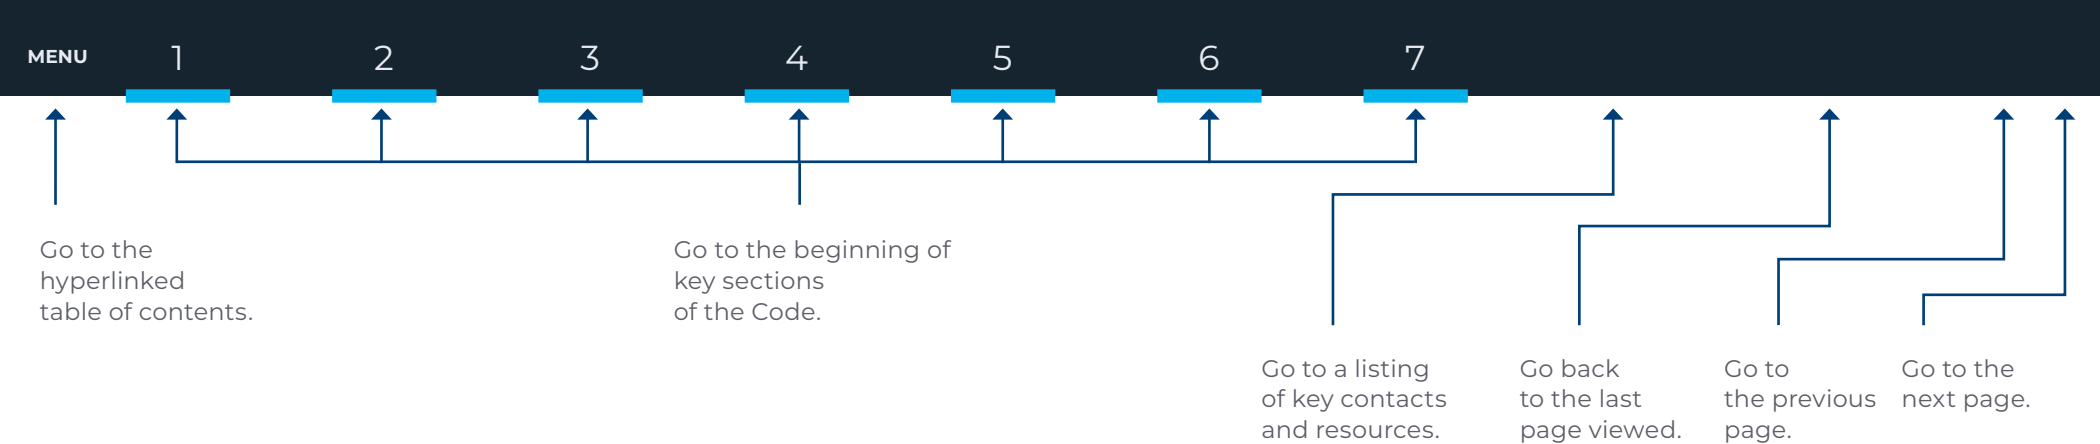 MENU 1 2 3 4 5 6 7
Go to the
hyperlinked
table of contents.
Go to the beginning of
key sections
of the Code.
Go to a listing
of key contacts
and resources.
Go back
to the last
page viewed.
Go to
the previous
page.
Go to the
next page.